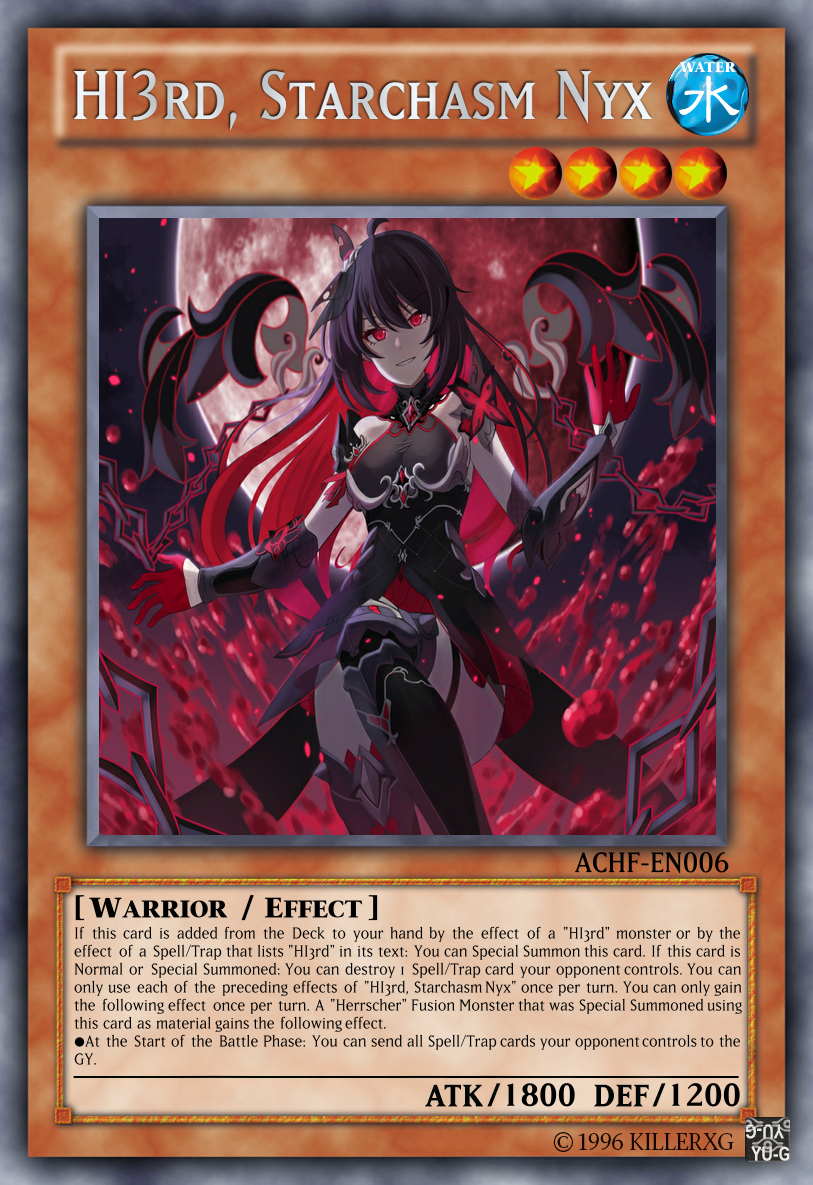 HI3RD, STARCHASM NYX
WATER
水
ACHF-EN006
[ WARRIOR / EFFECT ]
If this card is added from the Deck to your hand by the effect of a "HI3rd" monster or by the
effect of a Spell/Trap that lists "HI3rd" in its text: You can Special Summon this card. If this card is
Normal or Special Summoned: You can destroy 1 Spell/Trap card your opponent controls. You can
only use each of the preceding effects of "HI3rd, Starchasm Nyx" once per turn. You can only gain
the following effect once per turn. A "Herrscher" Fusion Monster that was Special Summoned using
this card as material gains the following effect.
●At the Start of the Battle Phase: You can send all Spell/Trap cards your opponent controls to the
GY.
ATK/1800 DEF/1200
© 1996 KILLERXG
YU-G
YU-G